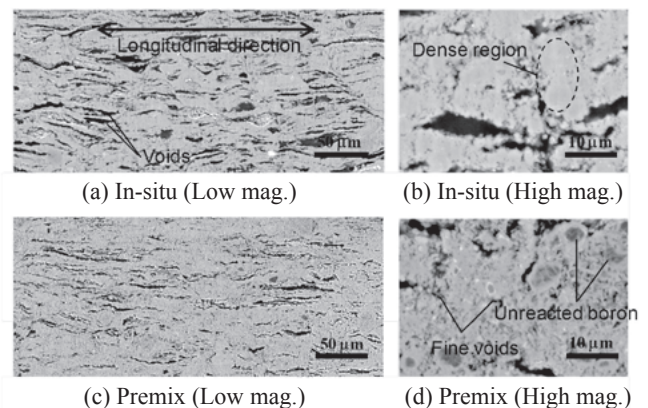 Longitudinal direction
Voids
50 μm
Dense region
10 μm
(a) In-situ (Low mag.)
(b) In-situ (High mag.)
50 μm
Unreacted boron
Fine voids
10 μm
(c) Premix (Low mag.)
(d) Premix (High mag.)